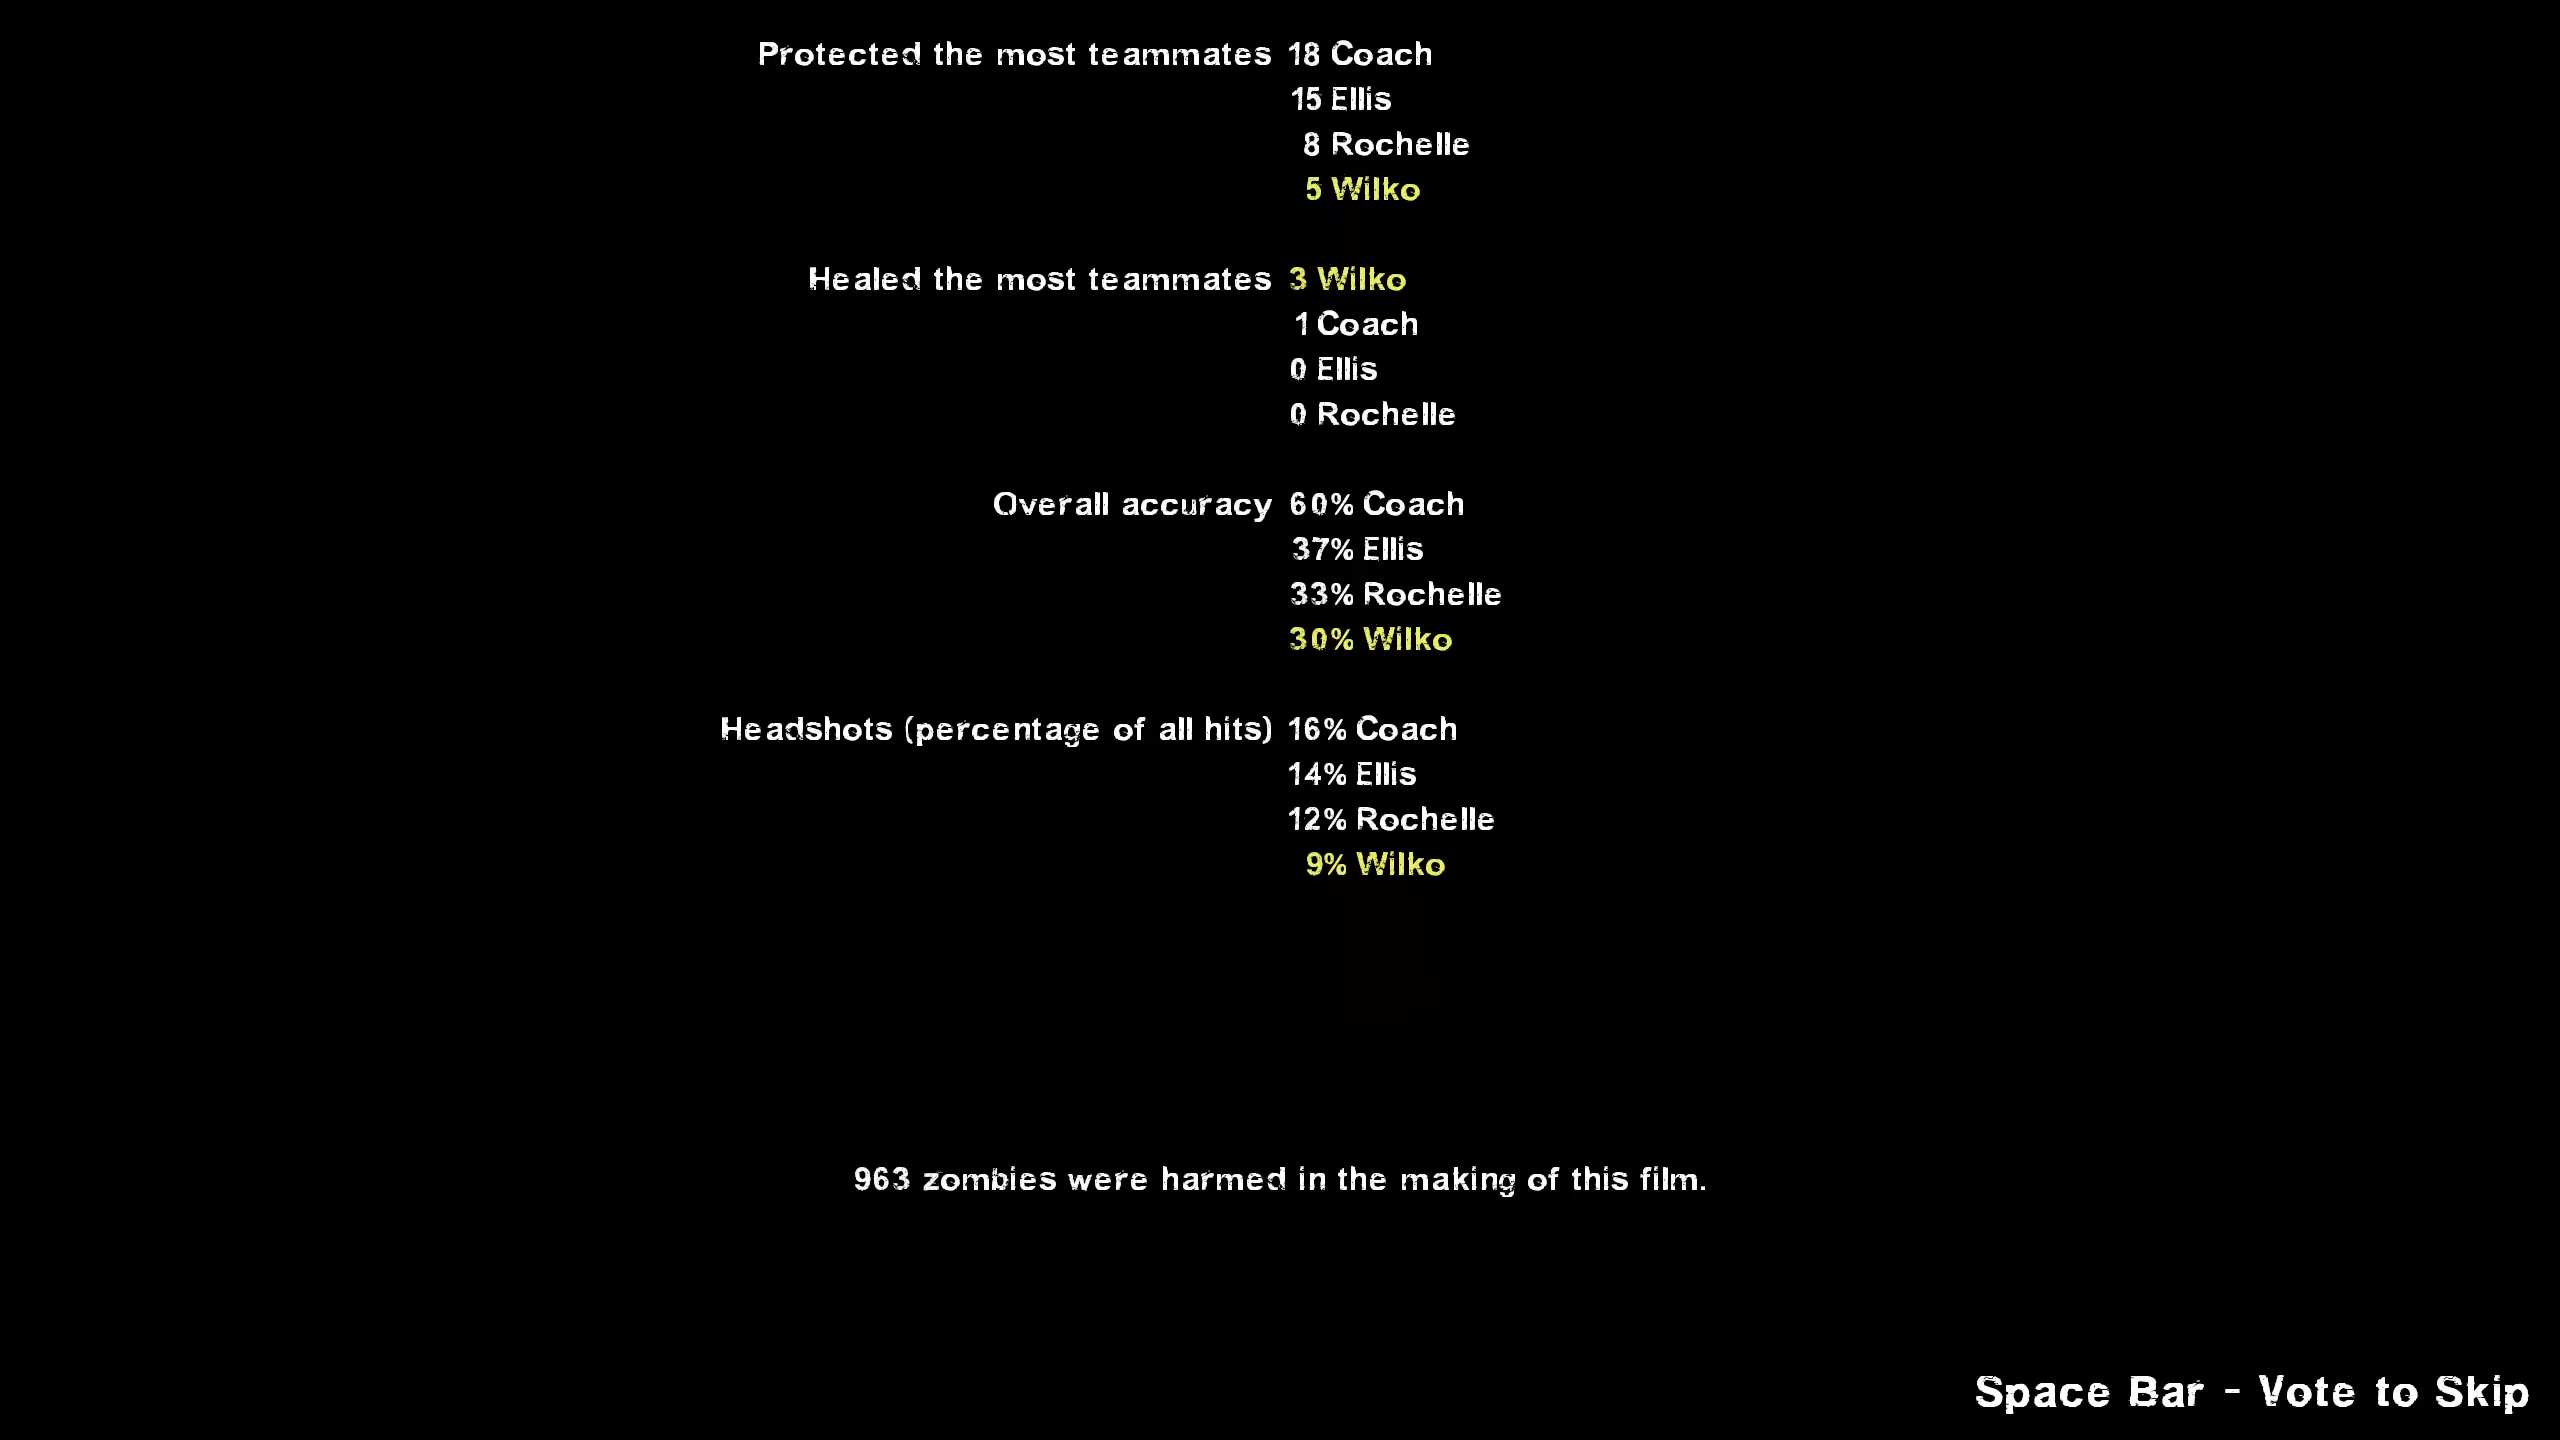 Protected the most teammates 18 Coach
15 Ellis
8 Rochelle
5 Wilko
Healed the most teammates 3 Wilko
1 Coach
0 Ellis
0 Rochelle
Overall accuracy 60% Coach
37% Ellis
33% Rochelle
30% Wilko
Headshots (percentage of all hits) 16% Coach
14% Ellis
12% Rochelle
9% Wilko
963 zombies were harmed in the making of this film.
Space Bar - Vote to Skip